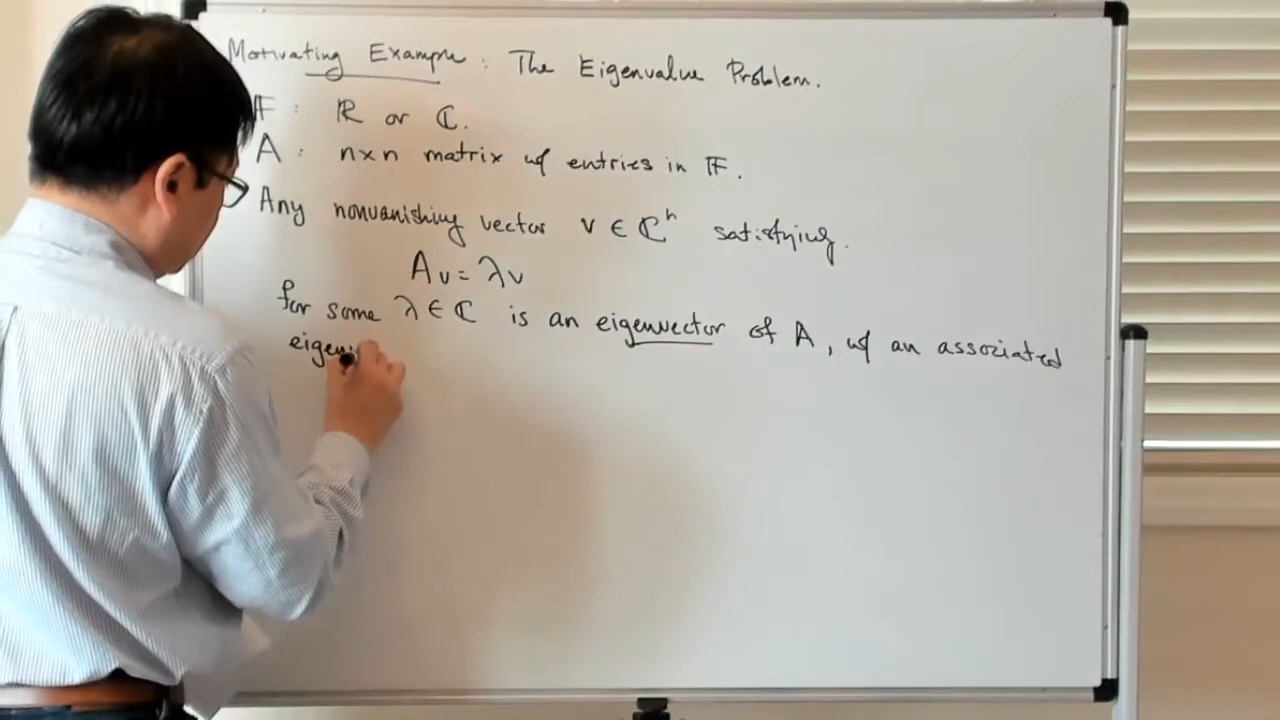 Motivating Example : The Eigenvalue Problem.
𝔽 : ℝ or ℂ.
A : n×n matrix w/ entries in 𝔽.
Any nonvanishing vector v ∈ ℂⁿ satisfying.
Av = λv
for some λ ∈ ℂ is an eigenvector of A, w/ an associated
eigenv